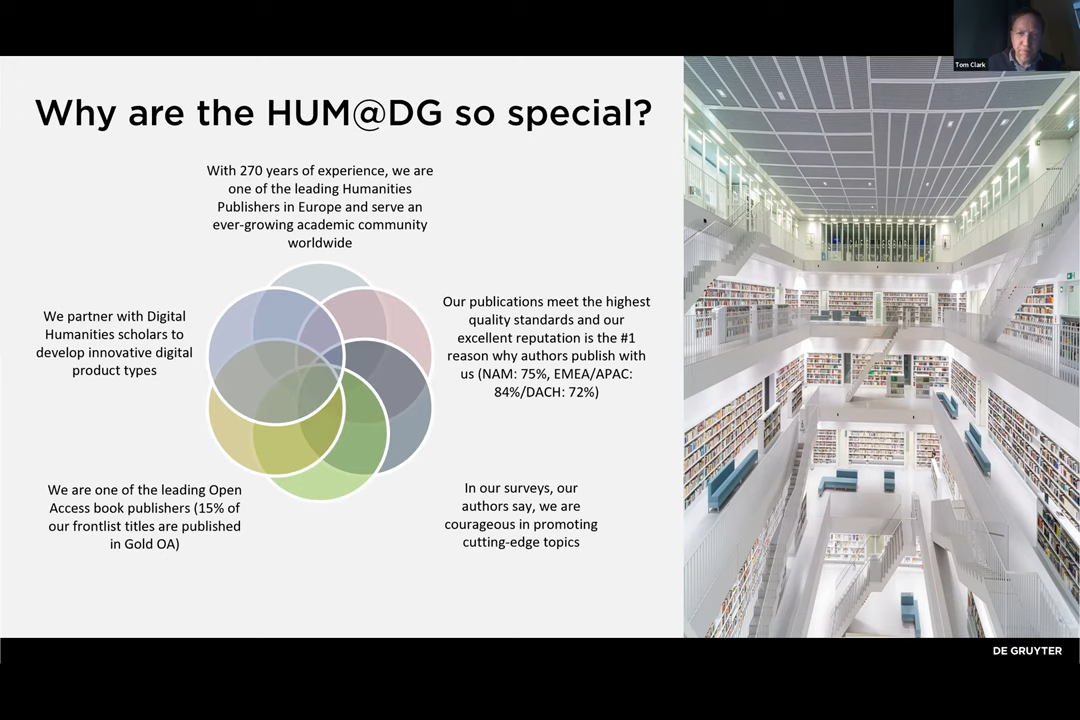 Tom Clark
Why are the HUM@DG so special?
With 270 years of experience, we are
one of the leading Humanities
Publishers in Europe and serve an
ever-growing academic community
worldwide
We partner with Digital
Humanities scholars to
develop innovative digital
product types
Our publications meet the highest
quality standards and our
excellent reputation is the #1
reason why authors publish with
us (NAM: 75%, EMEA/APAC:
84%/DACH: 72%)
We are one of the leading Open
Access book publishers (15% of
our frontlist titles are published
in Gold OA)
In our surveys, our
authors say, we are
courageous in promoting
cutting-edge topics
DE GRUYTER